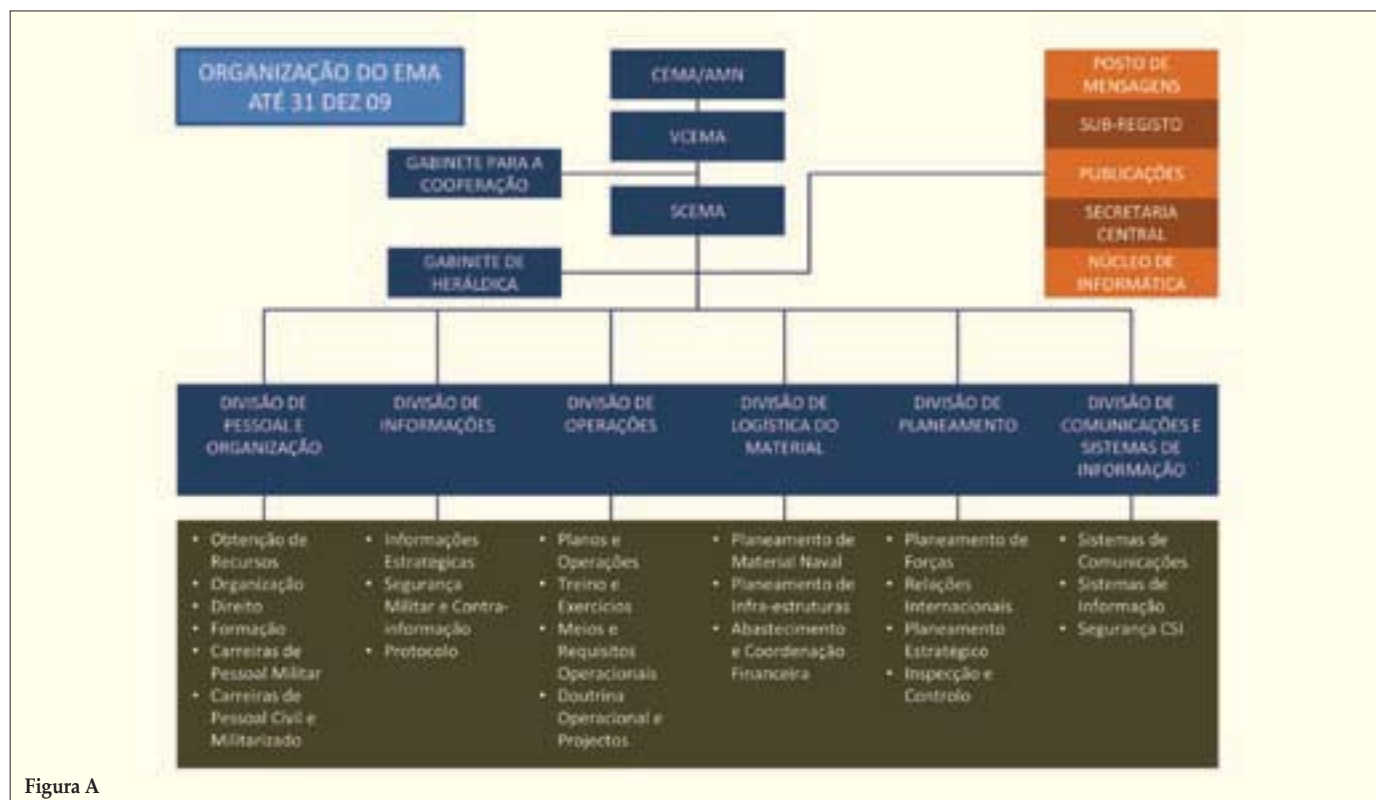 ORGANIZAÇÃO DO EMA
ATÉ 31 DEZ 09
CEMA/AMN
VCEMA
GABINETE PARA A
COOPERAÇÃO
SCEMA
GABINETE DE
HERÁLDICA
POSTO DE
MENSAGENS
SUB-REGISTO
PUBLICAÇÕES
SECRETARIA
CENTRAL
NÚCLEO DE
INFORMÁTICA
DIVISÃO DE
PESSOAL E
ORGANIZAÇÃO
DIVISÃO DE
INFORMAÇÕES
DIVISÃO DE
OPERAÇÕES
DIVISÃO DE
LOGÍSTICA DO
MATERIAL
DIVISÃO DE
PLANEAMENTO
DIVISÃO DE
COMUNICAÇÕES E
SISTEMAS DE
INFORMAÇÃO
• Obtenção de
Recursos
• Organização
• Direito
• Formação
• Carreiras de
Pessoal Militar
• Carreiras de
Pessoal Civil e
Militarizado
• Informações
Estratégicas
• Segurança
Militar e Contra-
informação
• Protocolo
• Planos e
Operações
• Treino e
Exercícios
• Meios e
Requisitos
Operacionais
• Doutrina
Operacional e
Projectos
• Planeamento de
Material Naval
• Planeamento de
Infra-estruturas
• Abastecimento
e Coordenação
Financeira
• Planeamento de
Forças
• Relações
Internacionais
• Planeamento
Estratégico
• Inspecção e
Controlo
• Sistemas de
Comunicações
• Sistemas de
Informação
• Segurança CSI
Figura A